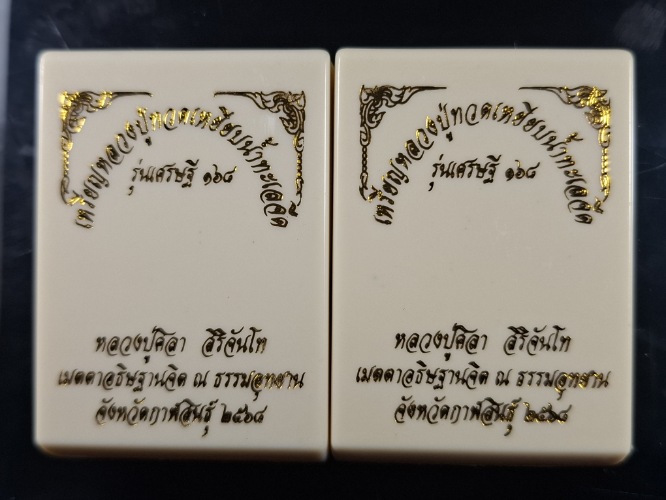 เหรียญหลวงปู่ทวดเหยียบน้ำทะเลจืด
รุ่นเศรษฐี ๑๖๘
หลวงปู่ศิลา สิริจันโท
เมตตาอธิษฐานจิต ณ ธรรมอุทยาน
จังหวัดกาฬสินธุ์ ๒๕๖๘
เหรียญหลวงปู่ทวดเหยียบน้ำทะเลจืด
รุ่นเศรษฐี ๑๖๘
หลวงปู่ศิลา สิริจันโท
เมตตาอธิษฐานจิต ณ ธรรมอุทยาน
จังหวัดกาฬสินธุ์ ๒๕๖๘